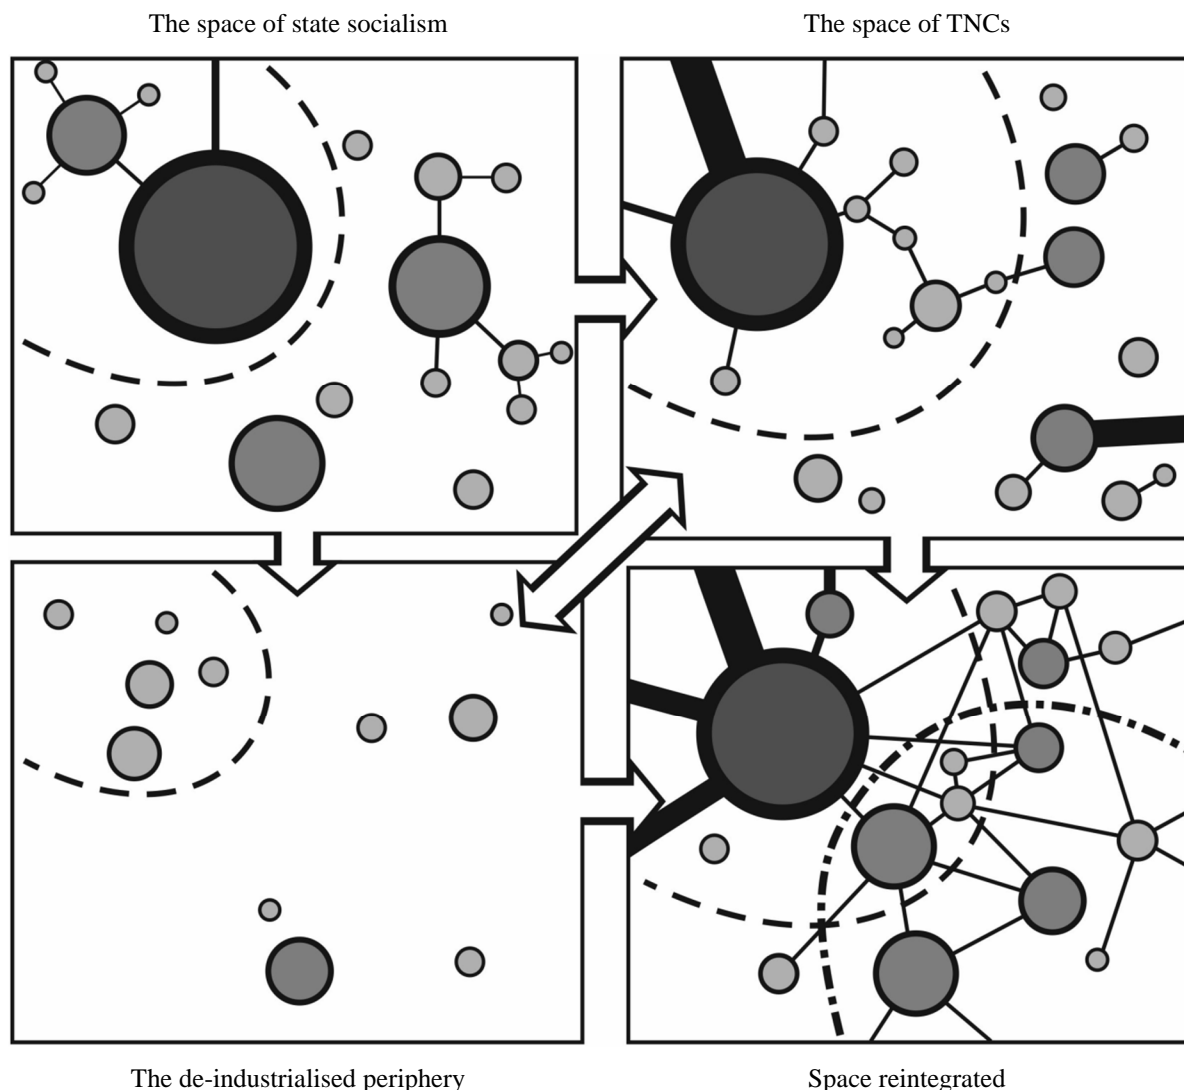 The space of state socialism
The space of TNCs
The de-industrialised periphery
Space reintegrated